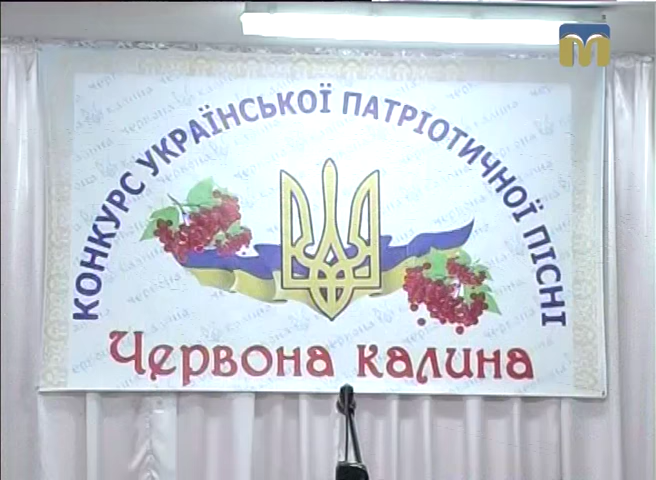 КОНКУРС УКРАЇНСЬКОЇ ПАТРІОТИЧНОЇ ПІСНІ
Червона калина